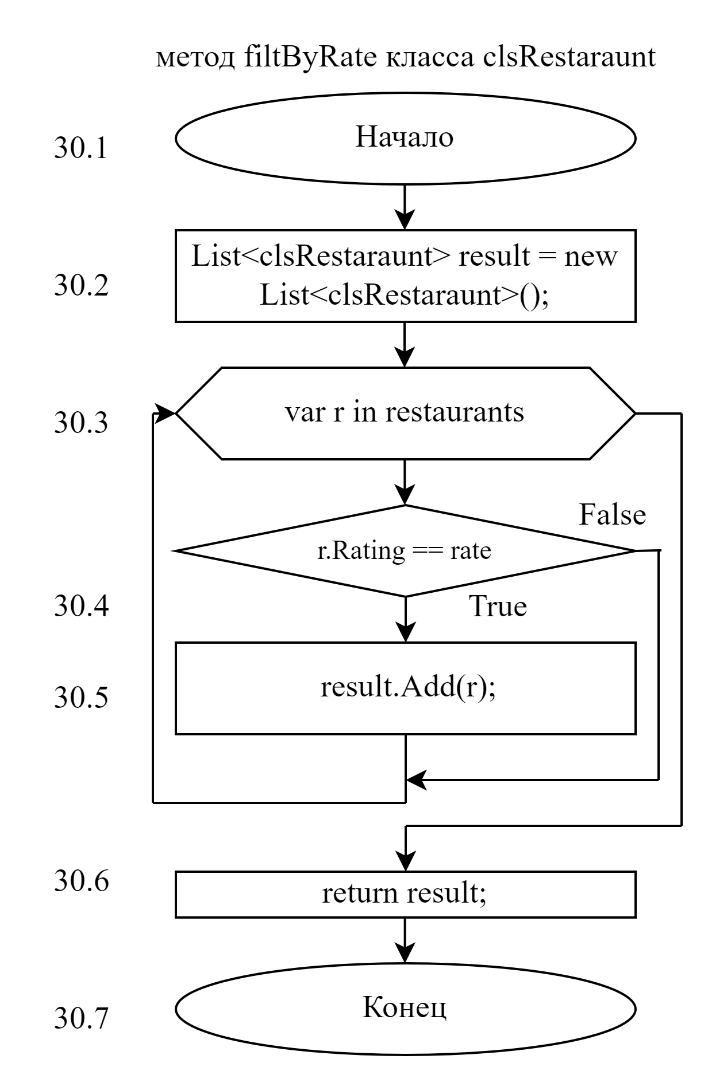 метод filtByRate класса clsRestaraunt
30.1
Начало
30.2
List<clsRestaraunt> result = new
List<clsRestaraunt>();
30.3
var r in restaurants
False
r.Rating == rate
30.4
True
30.5
result.Add(r);
30.6
return result;
30.7
Конец